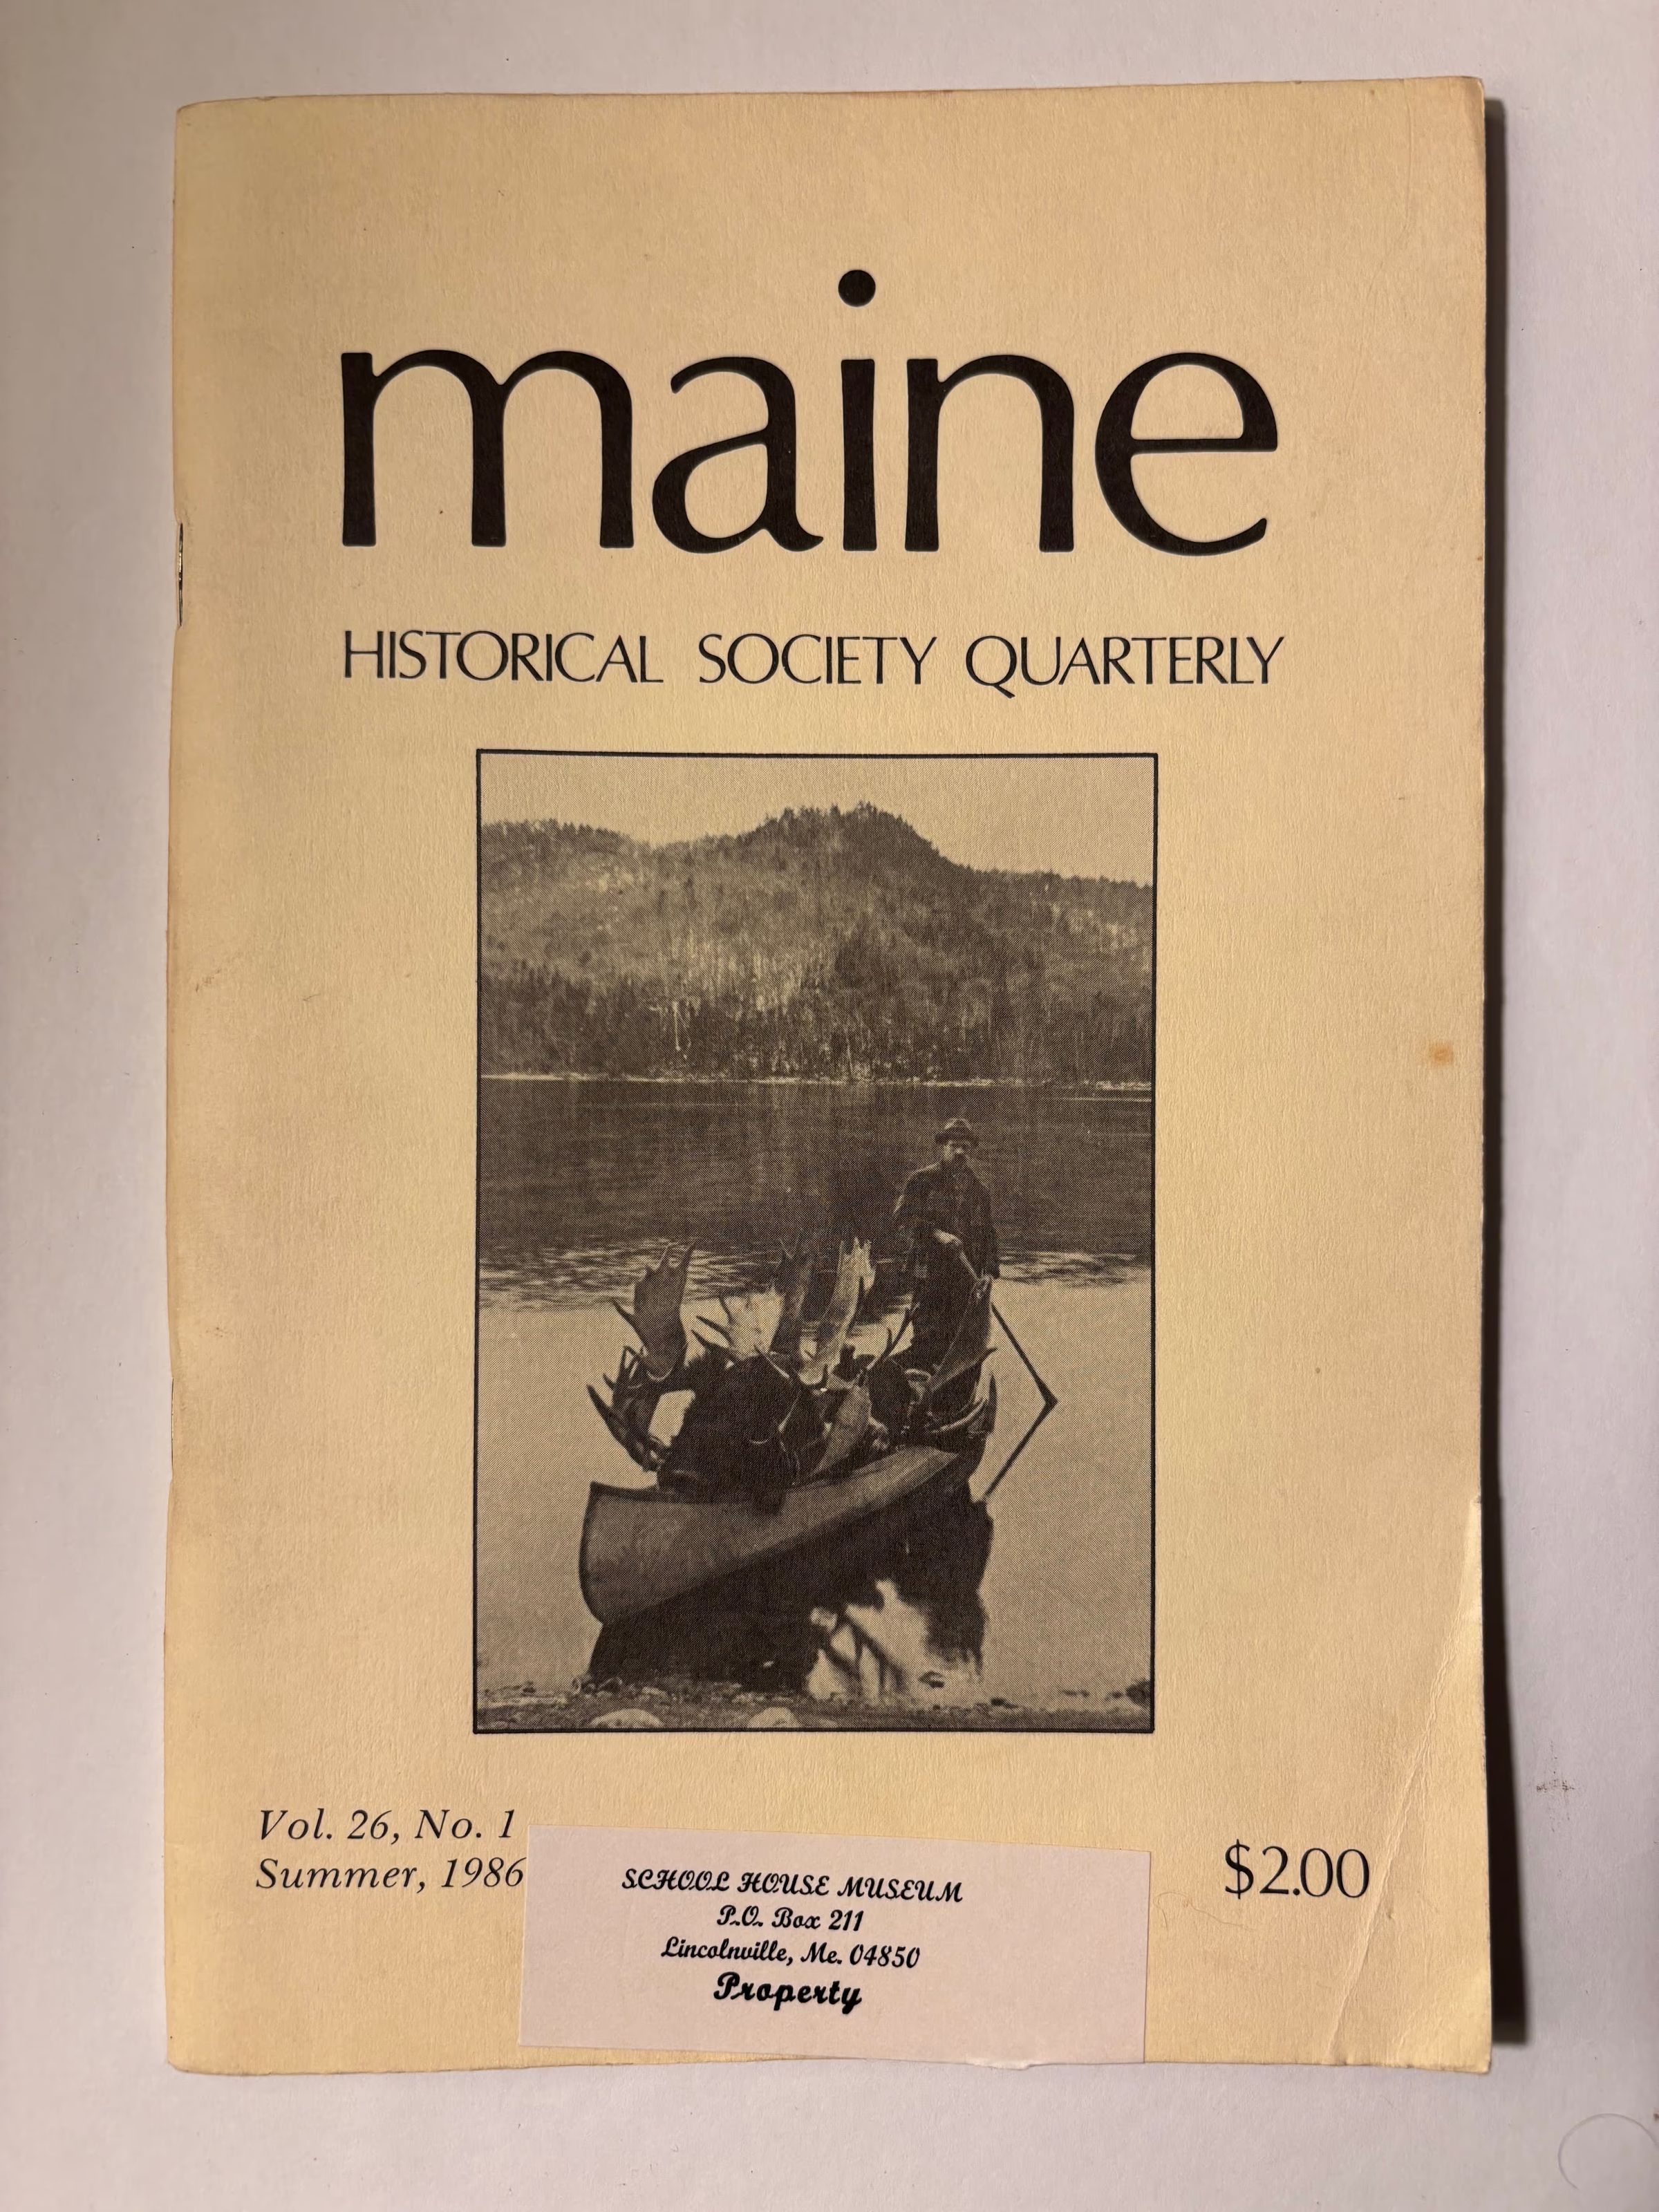 maine
HISTORICAL SOCIETY QUARTERLY
Vol. 26, No. 1
Summer, 1986
$2.00
SCHOOL HOUSE MUSEUM
P.O. Box 211
Lincolnville, Me. 04850
Property